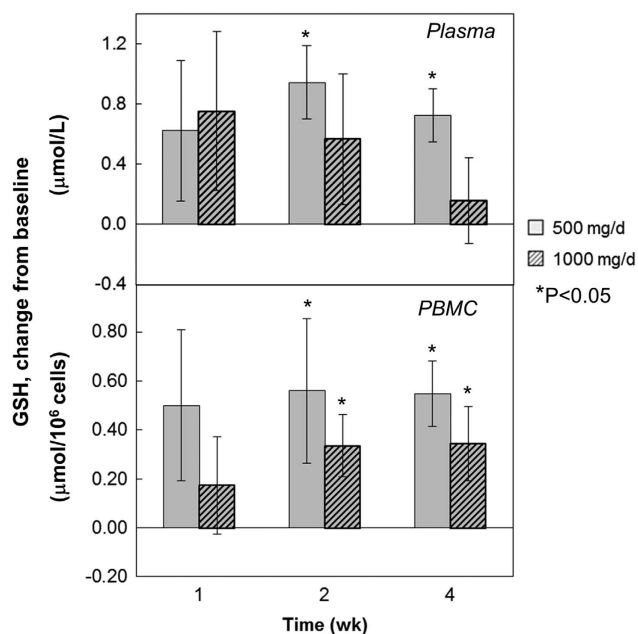 GSH, change from baseline
(μmol/L)
(μmol/10⁶ cells)
Plasma
1.2
0.8
0.4
0.0
-0.4
*
*
PBMC
0.80
0.60
0.40
0.20
0.00
-0.20
*
*
*
*
1 2 4
Time (wk)
500 mg/d
1000 mg/d
*P<0.05